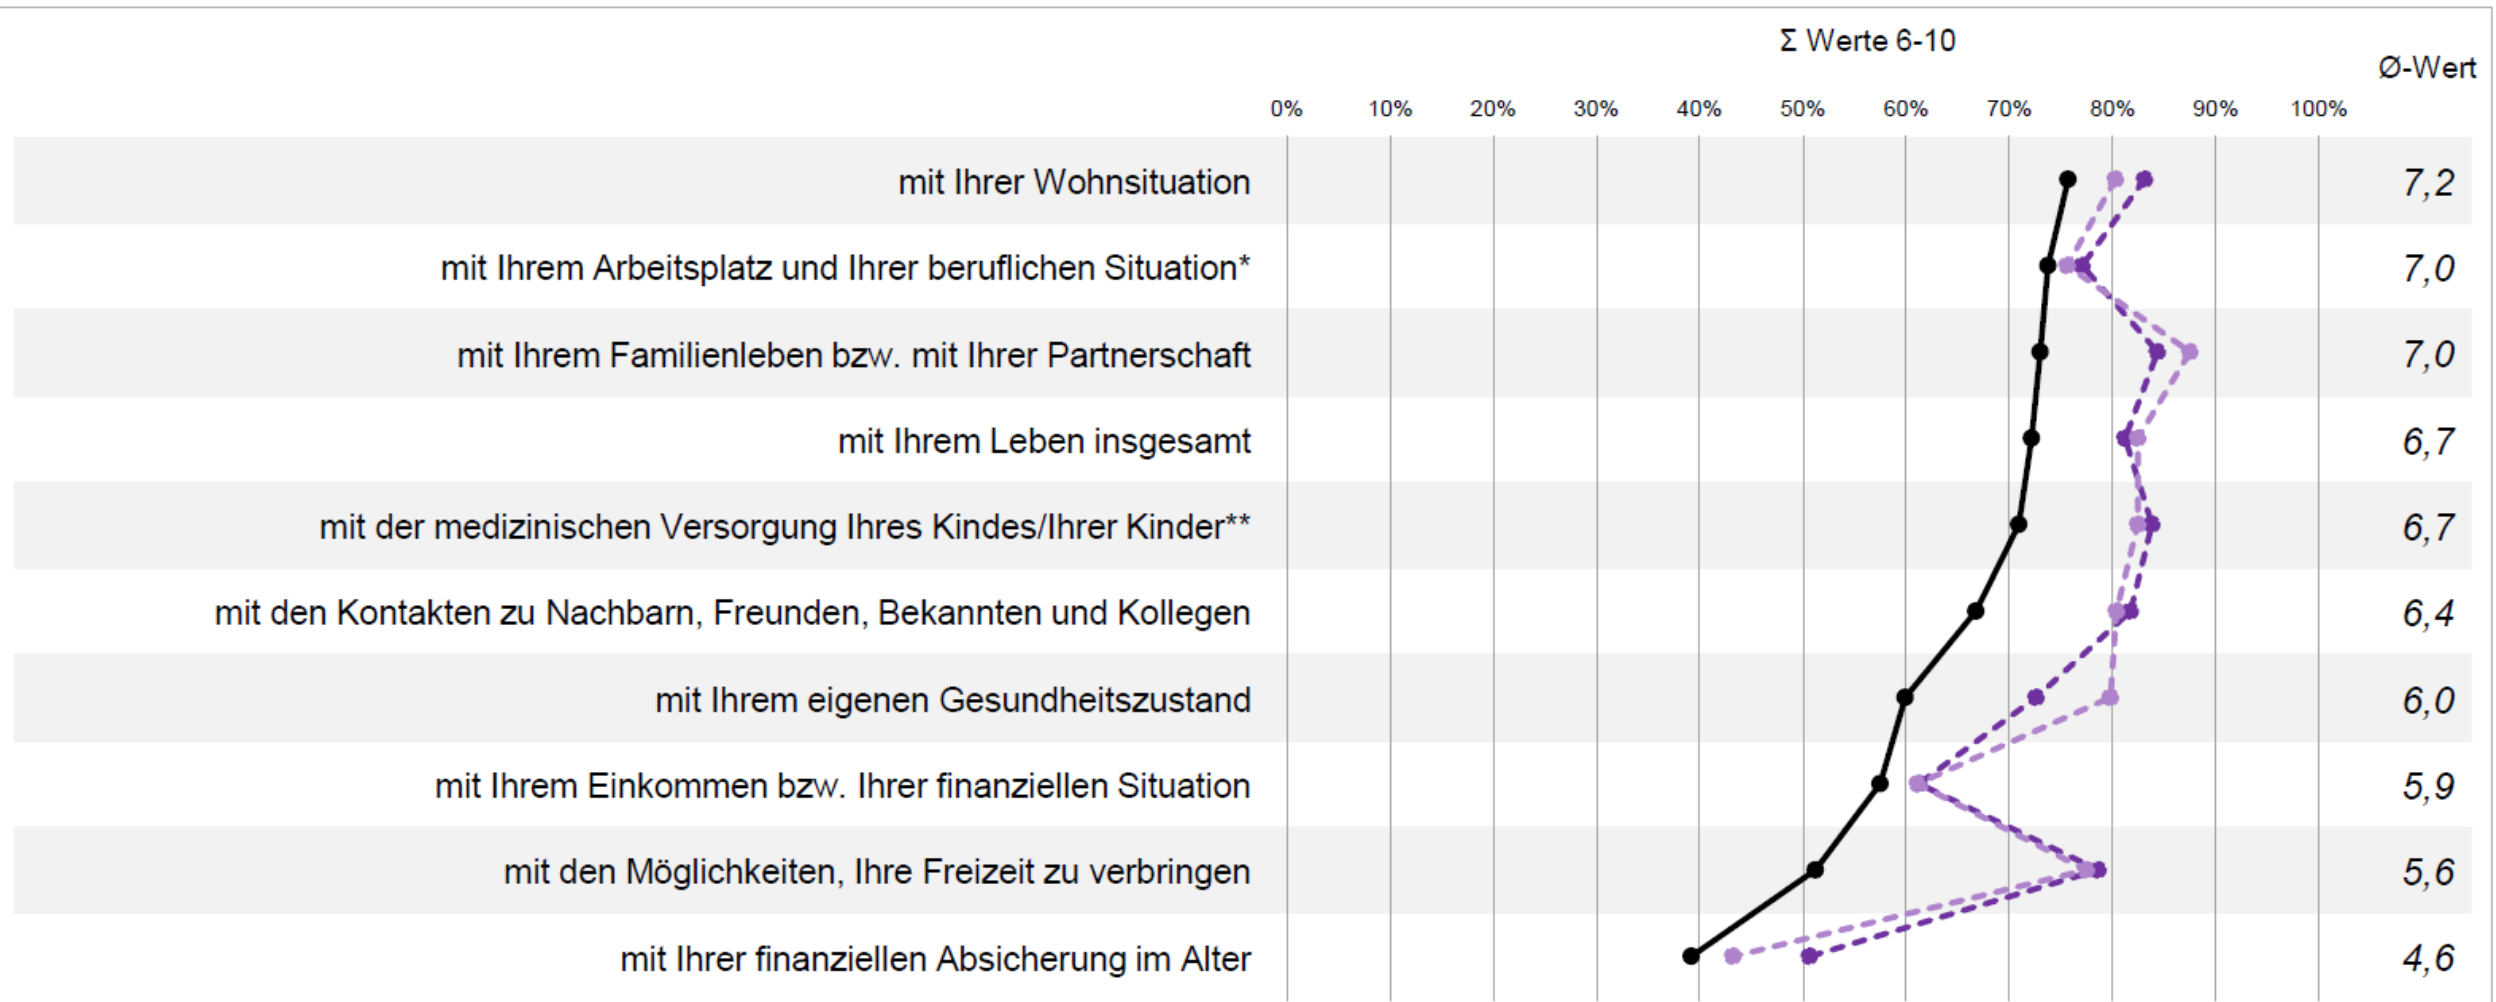 Σ Werte 6-10
Ø-Wert
0% 10% 20% 30% 40% 50% 60% 70% 80% 90% 100%
mit Ihrer Wohnsituation 7,2
mit Ihrem Arbeitsplatz und Ihrer beruflichen Situation* 7,0
mit Ihrem Familienleben bzw. mit Ihrer Partnerschaft 7,0
mit Ihrem Leben insgesamt 6,7
mit der medizinischen Versorgung Ihres Kindes/Ihrer Kinder** 6,7
mit den Kontakten zu Nachbarn, Freunden, Bekannten und Kollegen 6,4
mit Ihrem eigenen Gesundheitszustand 6,0
mit Ihrem Einkommen bzw. Ihrer finanziellen Situation 5,9
mit den Möglichkeiten, Ihre Freizeit zu verbringen 5,6
mit Ihrer finanziellen Absicherung im Alter 4,6